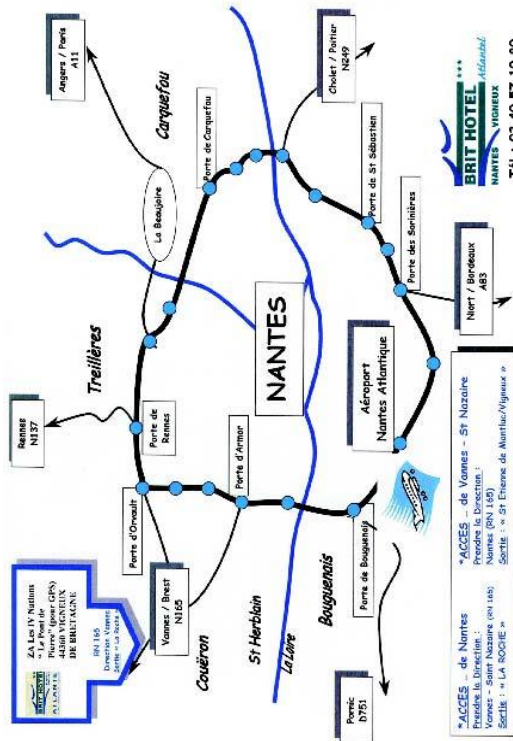 Angers / Paris
A11
Carquefou
Cholet / Poitier
N249
BRIT HOTEL ***
Atlantel
NANTES VIGNEUX
La Beaujoire
Porte de Carquefou
Porte de St Sébastien
Porte des Sorinières
Niort / Bordeaux
A83
Treillères
NANTES
Aéroport
Nantes Atlantique
Rennes
N137
Porte de
Rennes
Porte d'Armor
Porte d'Orvault
Vannes / Brest
N165
Couëron
St Herblain
La Loire
Bouguenais
Porte de Bouguenais
Pornic
D751
BRIT HOTEL
ZA Les IV Nations
" Le Pont de
Pierre" (pour GPS)
44360 VIGNEUX
DE BRETAGNE
RN 165
Direction Vannes
Sortie « La Roche »
*ACCES _ de Nantes
Prendre la Direction :
Vannes - Saint Nazaire (RN 165)
Sortie : « LA ROCHE »
*ACCES _ de Vannes - St Nazaire
Prendre la Direction :
Nantes (RN 165)
Sortie : « St Etienne de Montluc/Vigneux »